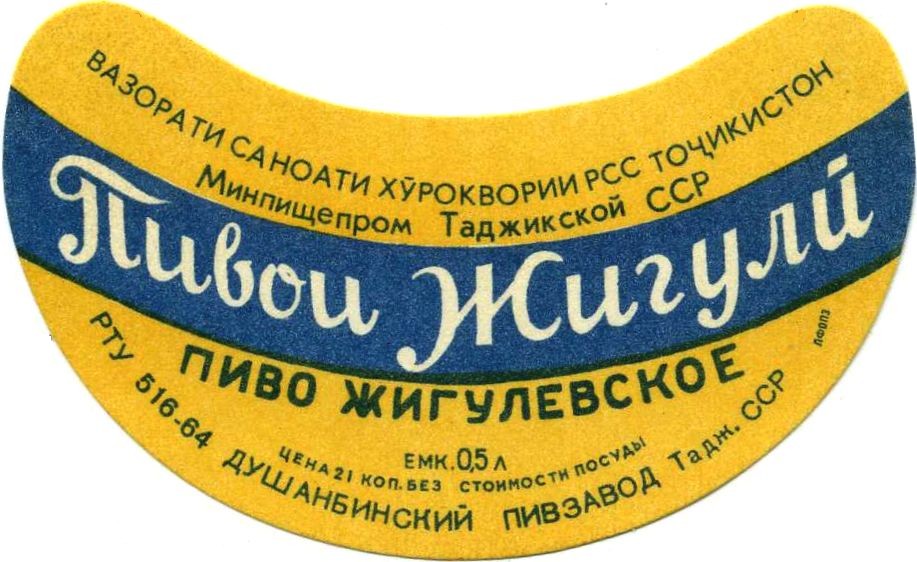 ВАЗОРАТИ САНОАТИ ХӮРОКВОРИИ РСС ТОҶИКИСТОН
Минпищепром Таджикской ССР
Пивои Жигулӣ
ПИВО ЖИГУЛЕВСКОЕ
ЛФОПЗ
ЕМК. 0,5 Л
ЦЕНА 21 КОП. БЕЗ СТОИМОСТИ ПОСУДЫ
РТУ 516-64 ДУШАНБИНСКИЙ ПИВЗАВОД Тадж. ССР